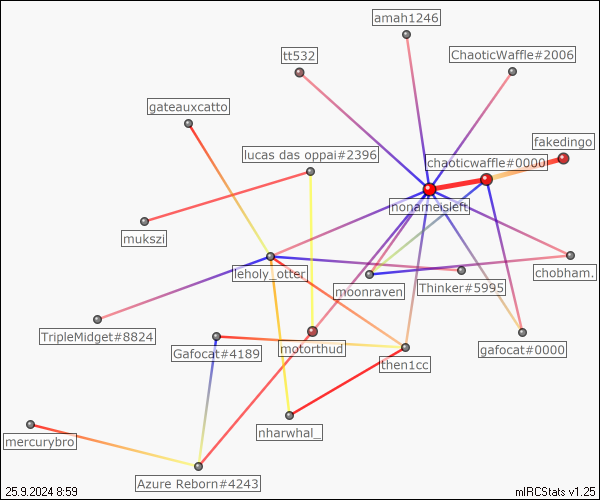 amah1246
tt532
ChaoticWaffle#2006
gateauxcatto
fakedingo
lucas das oppai#2396
chaoticwaffle#0000
nonameisleft
mukszi
leholy_otter
chobham.
moonraven
Thinker#5995
TripleMidget#8824
Gafocat#4189
motorthud
gafocat#0000
then1cc
nharwhal_
mercurybro
Azure Reborn#4243
25.9.2024 8:59
mIRCStats v1.25